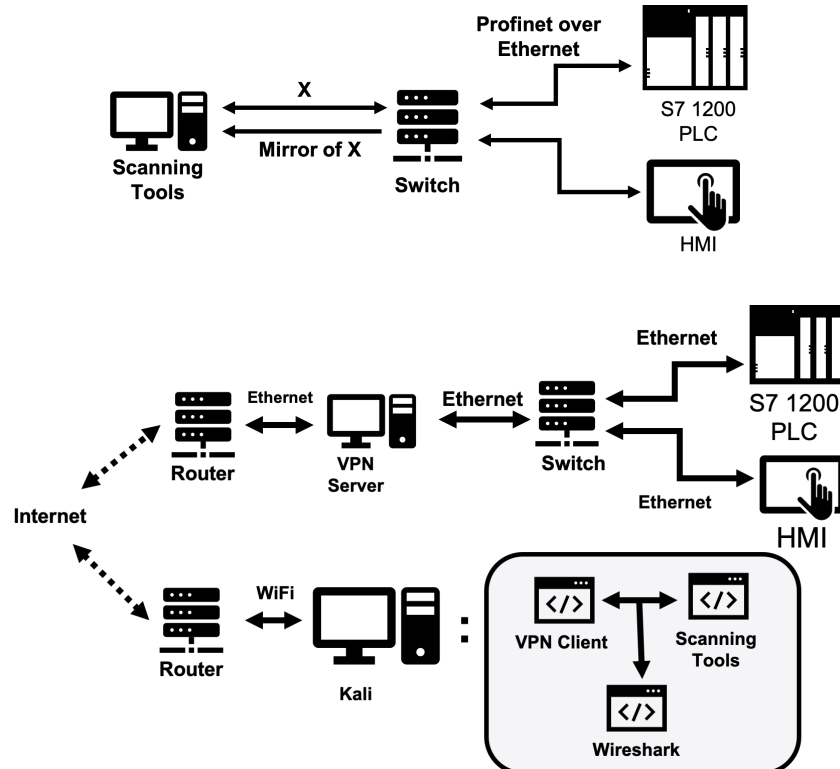 Profinet over
Ethernet
X
Mirror of X
Scanning
Tools
Switch
S7 1200
PLC
HMI
Ethernet
Ethernet
Ethernet
Router
VPN
Server
Switch
S7 1200
PLC
Ethernet
HMI
Internet
WiFi
Router
Kali
:
</>
</>
VPN Client
Scanning
Tools
</>
Wireshark